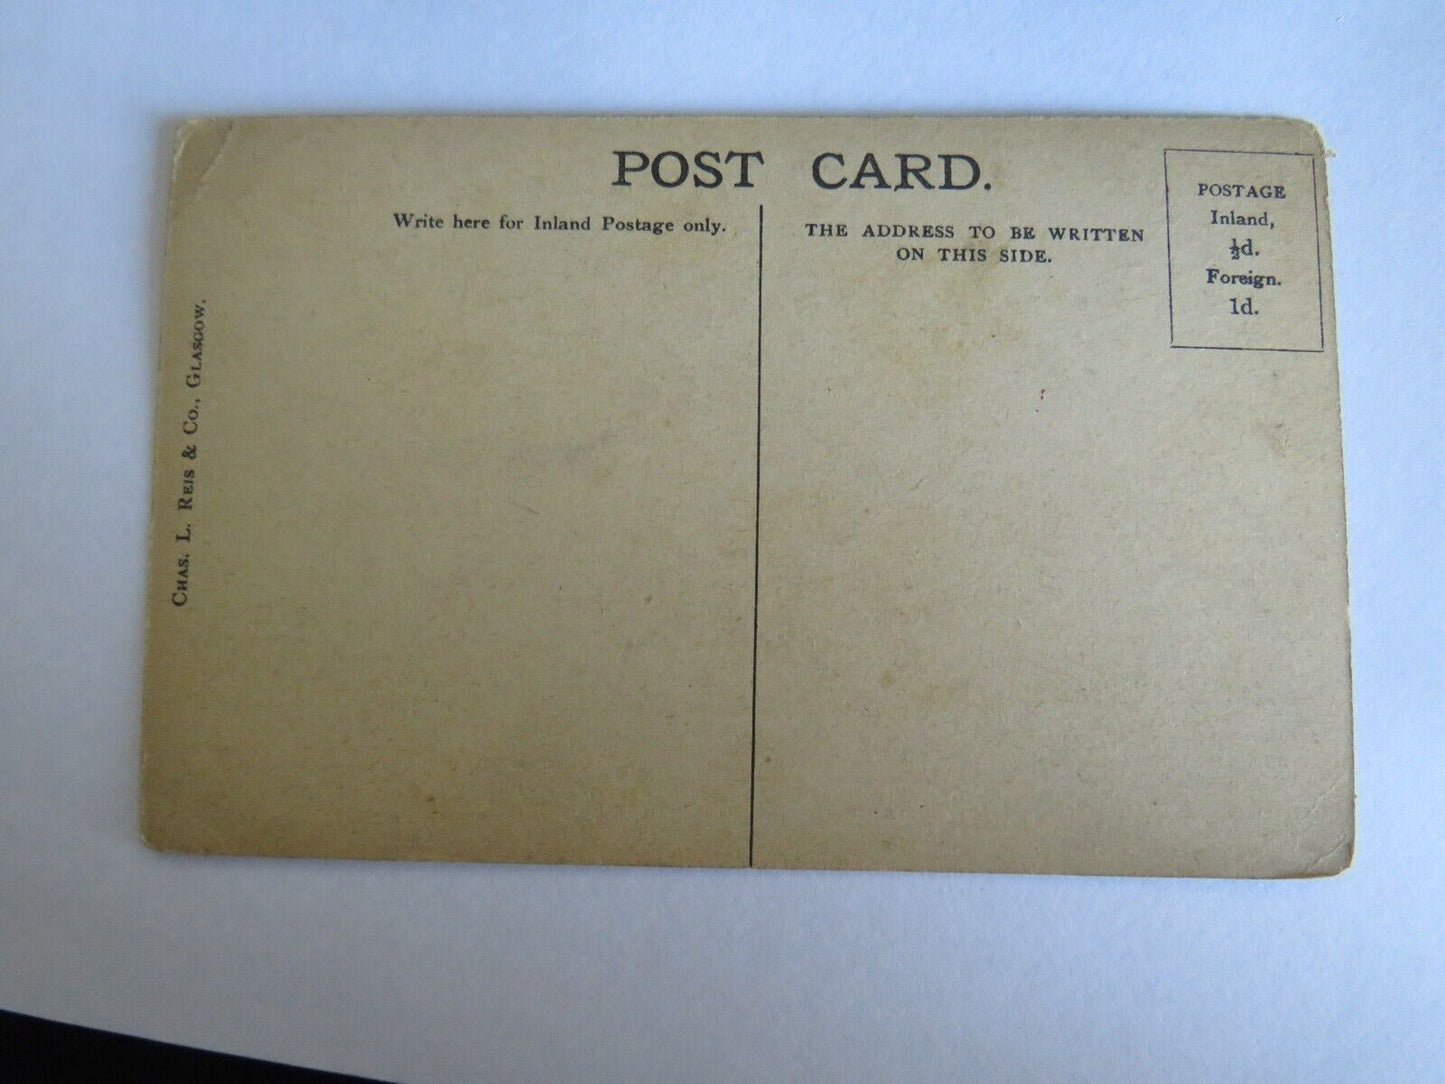 POST CARD.
Write here for Inland Postage only.
THE ADDRESS TO BE WRITTEN
ON THIS SIDE.
POSTAGE
Inland,
½d.
Foreign.
1d.
CHAS. L. REIS & CO., GLASGOW.